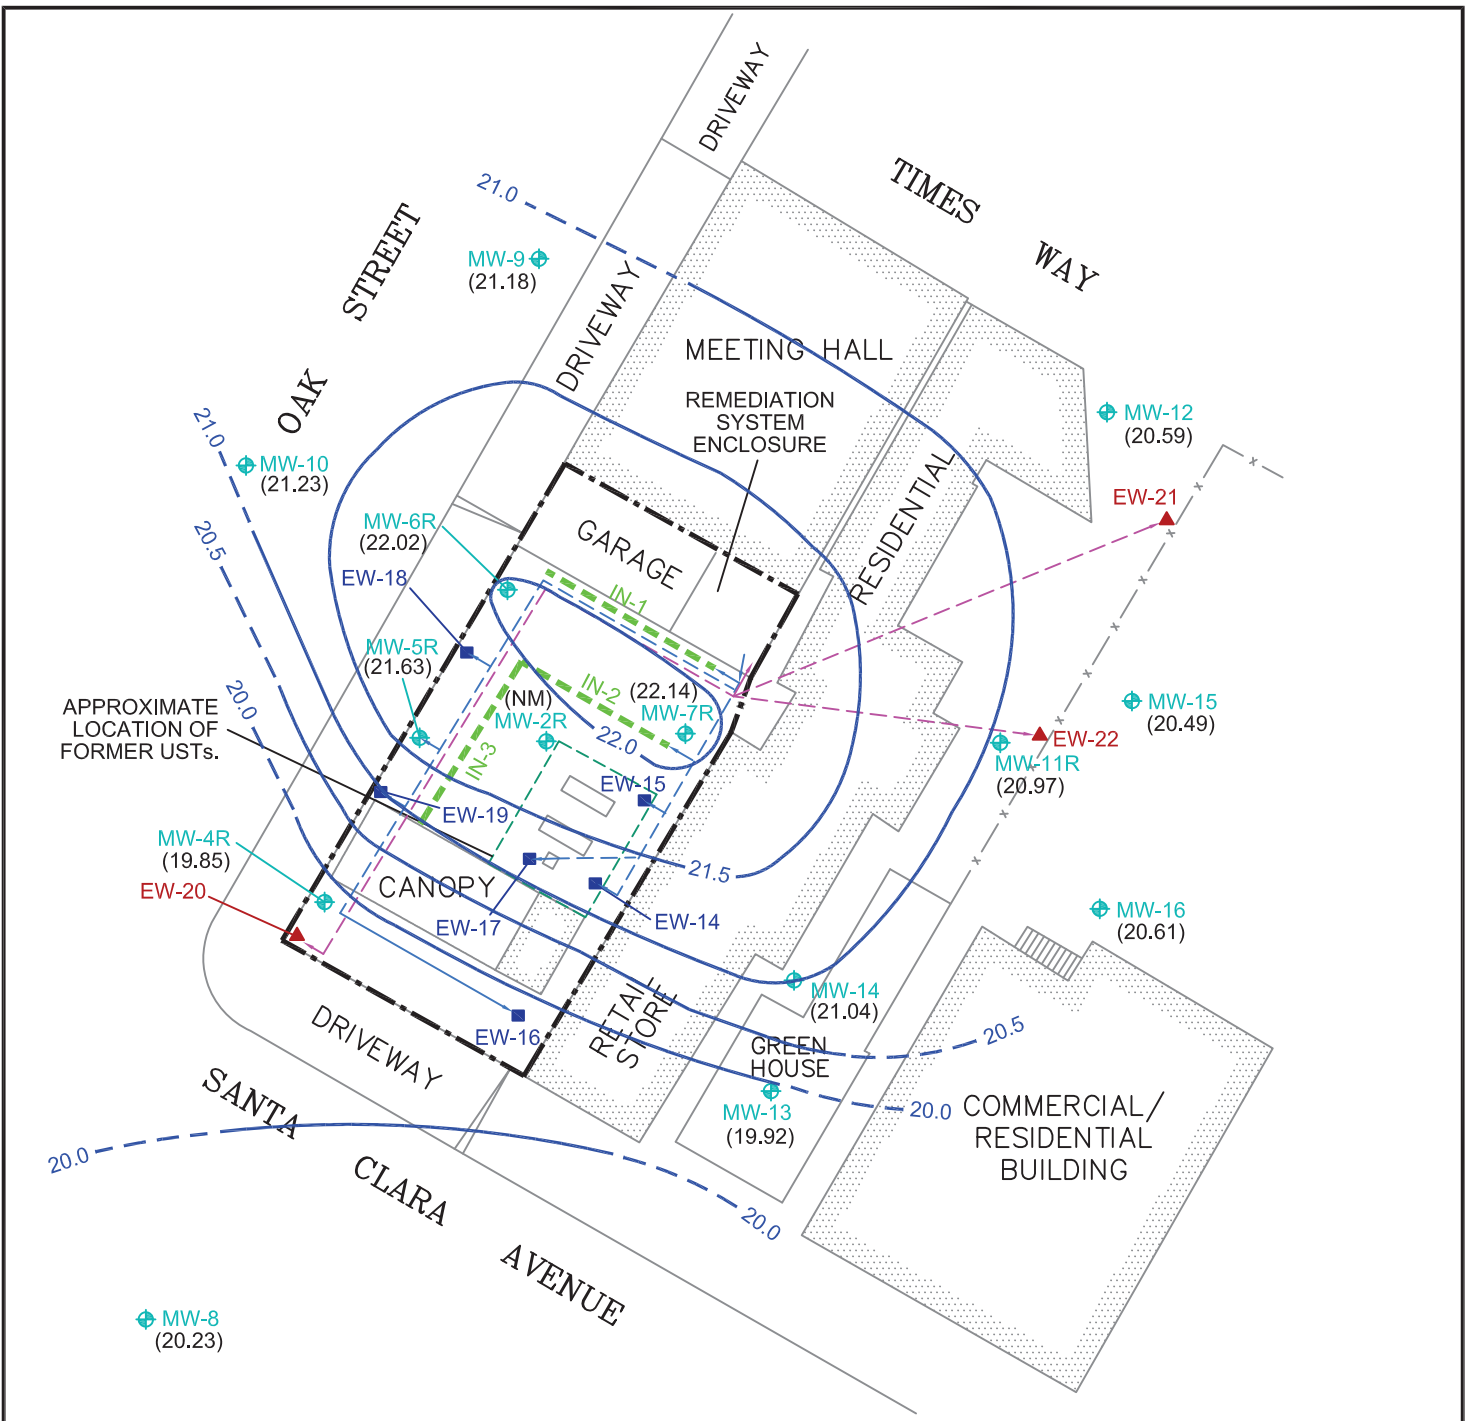 DRIVEWAY
TIMES
WAY
21.0
OAK
STREET
MW-9
(21.18)
DRIVEWAY
MEETING HALL
REMEDIATION
SYSTEM
ENCLOSURE
MW-12
(20.59)
21.0
MW-10
(21.23)
RESIDENTIAL
EW-21
20.5
MW-6R
(22.02)
GARAGE
EW-18
IN-1
MW-5R
(21.63)
IN-2
(22.14)
MW-7R
(NM)
MW-2R
22.0
20.0
APPROXIMATE
LOCATION OF
FORMER USTs.
IN-3
MW-15
(20.49)
EW-22
MW-11R
(20.97)
EW-15
EW-19
MW-4R
(19.85)
21.5
EW-20
CANOPY
EW-17
EW-14
MW-16
(20.61)
MW-14
(21.04)
RETAIL
STORE
EW-16
DRIVEWAY
GREEN
HOUSE
20.5
20.0
MW-13
(19.92)
COMMERCIAL/
RESIDENTIAL
BUILDING
SANTA
CLARA
AVENUE
20.0
20.0
MW-8
(20.23)